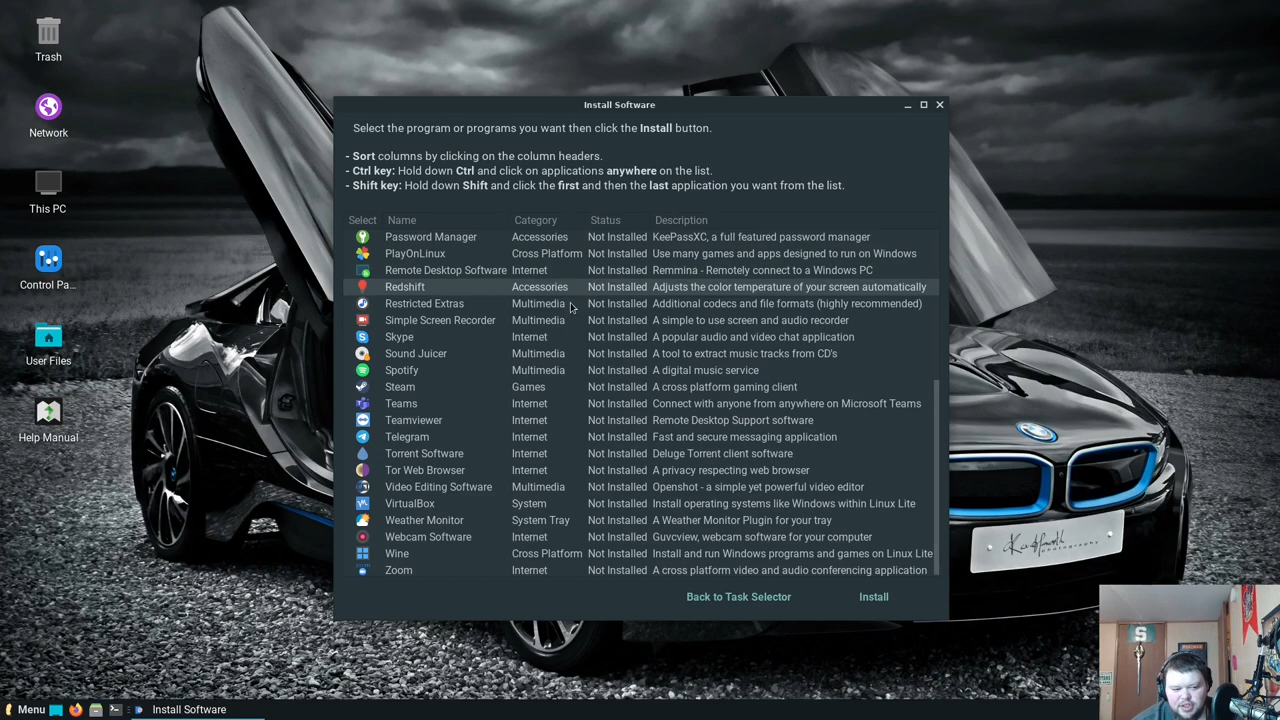 Trash
Network
This PC
Control Pa...
User Files
Help Manual
Install Software
Select the program or programs you want then click the Install button.
- Sort columns by clicking on the column headers.
- Ctrl key: Hold down Ctrl and click on applications anywhere on the list.
- Shift key: Hold down Shift and click the first and then the last application you want from the list.
Select Name Category Status Description
Password Manager Accessories Not Installed KeePassXC, a full featured password manager
PlayOnLinux Cross Platform Not Installed Use many games and apps designed to run on Windows
Remote Desktop Software Internet Not Installed Remmina - Remotely connect to a Windows PC
Redshift Accessories Not Installed Adjusts the color temperature of your screen automatically
Restricted Extras Multimedia Not Installed Additional codecs and file formats (highly recommended)
Simple Screen Recorder Multimedia Not Installed A simple to use screen and audio recorder
Skype Internet Not Installed A popular audio and video chat application
Sound Juicer Multimedia Not Installed A tool to extract music tracks from CD's
Spotify Multimedia Not Installed A digital music service
Steam Games Not Installed A cross platform gaming client
Teams Internet Not Installed Connect with anyone from anywhere on Microsoft Teams
Teamviewer Internet Not Installed Remote Desktop Support software
Telegram Internet Not Installed Fast and secure messaging application
Torrent Software Internet Not Installed Deluge Torrent client software
Tor Web Browser Internet Not Installed A privacy respecting web browser
Video Editing Software Multimedia Not Installed Openshot - a simple yet powerful video editor
VirtualBox System Not Installed Install operating systems like Windows within Linux Lite
Weather Monitor System Tray Not Installed A Weather Monitor Plugin for your tray
Webcam Software Internet Not Installed Guvcview, webcam software for your computer
Wine Cross Platform Not Installed Install and run Windows programs and games on Linux Lite
Zoom Internet Not Installed A cross platform video and audio conferencing application
Back to Task Selector Install
photography
S
Menu Install Software